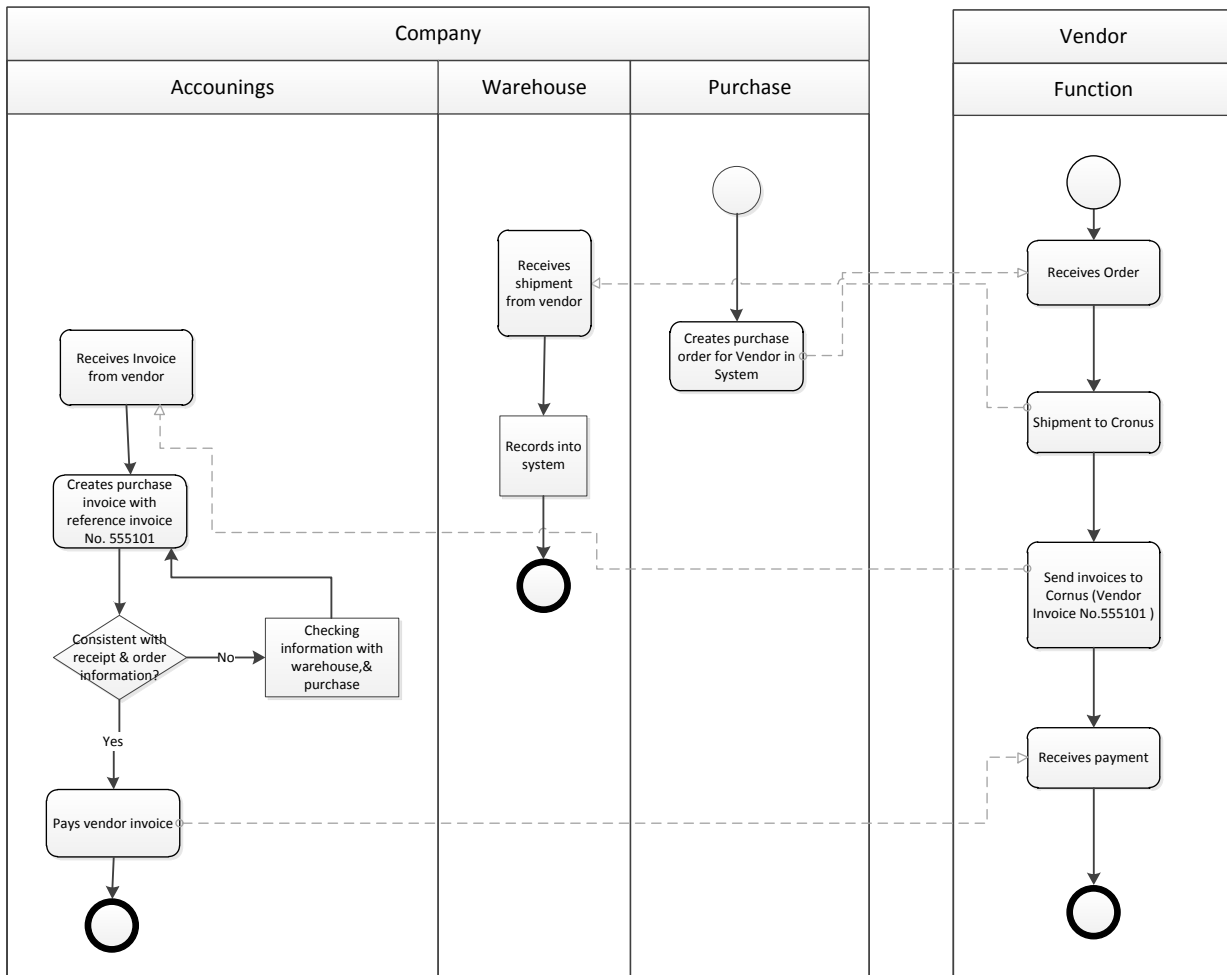 Company
Vendor
Accounings
Warehouse
Purchase
Function
Receives
shipment
from vendor
Receives Order
Receives Invoice
from vendor
Creates purchase
order for Vendor in
System
Shipment to Cronus
Records into
system
Creates purchase
invoice with
reference invoice
No. 555101
Send invoices to
Cornus (Vendor
Invoice No.555101 )
Consistent with
receipt & order
information?
No
Checking
information with
warehouse,&
purchase
Yes
Receives payment
Pays vendor invoice